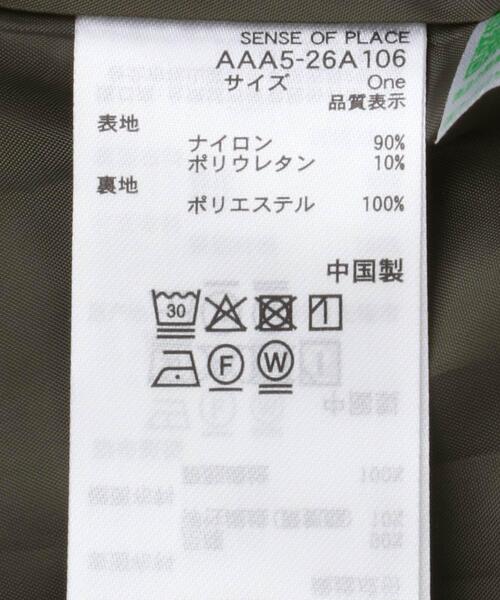 SENSE OF PLACE
AAA5-26A106
サイズ One
品質表示
表地
ナイロン 90%
ポリウレタン 10%
裏地
ポリエステル 100%
中国製
30
F W